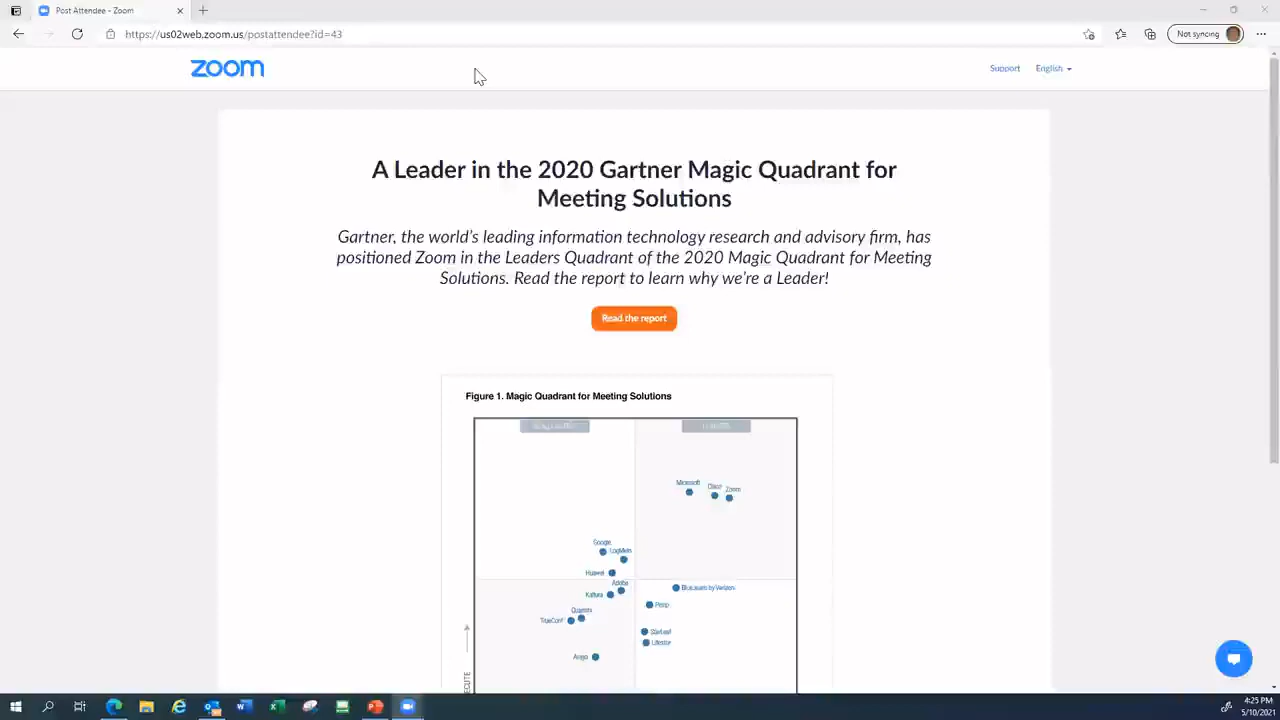 Post Attendee - Zoom
https://us02web.zoom.us/postattendee?id=43
Not syncing
zoom
Support
English
A Leader in the 2020 Gartner Magic Quadrant for
Meeting Solutions
Gartner, the world's leading information technology research and advisory firm, has
positioned Zoom in the Leaders Quadrant of the 2020 Magic Quadrant for Meeting
Solutions. Read the report to learn why we're a Leader!
Read the report
Figure 1. Magic Quadrant for Meeting Solutions
Microsoft
Cisco
Zoom
Google
LogMeIn
Huawei
Adobe
Kaltura
BlueJeans by Verizon
Pexip
Quanshi
TrueConf
StarLeaf
Lifesize
Avaya
4:25 PM
5/10/2021